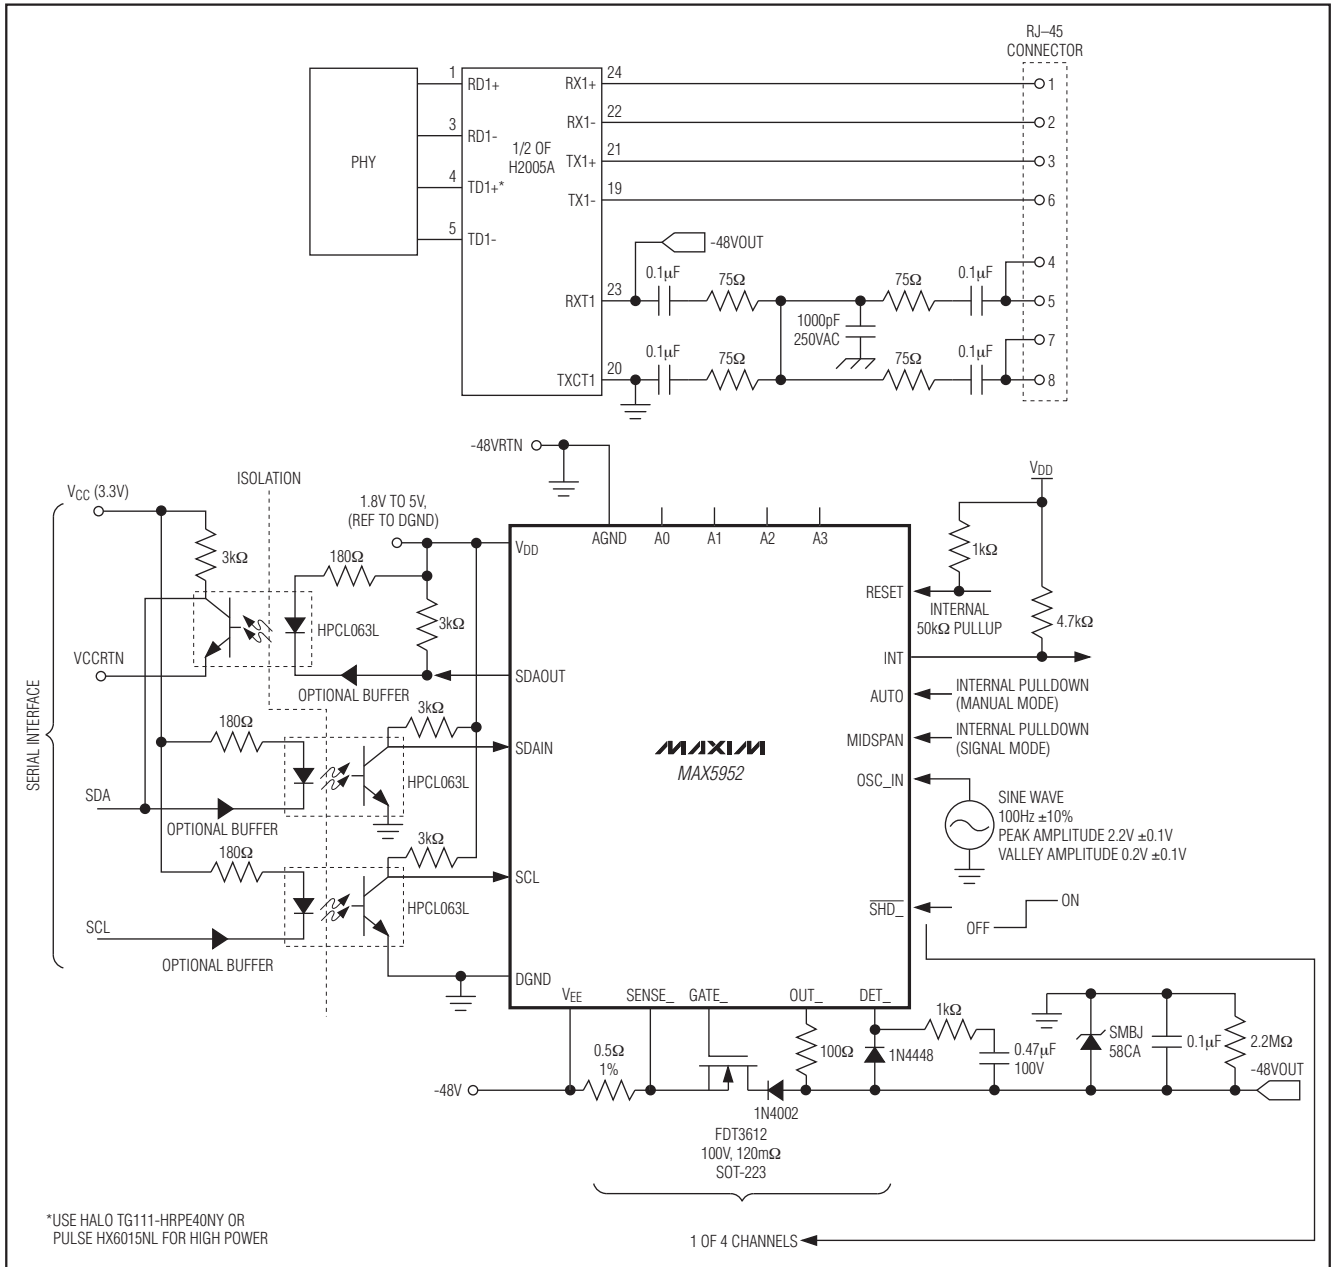 RJ–45
CONNECTOR
PHY
1
3
4
5
RD1+
RD1-
TD1+*
TD1-
1/2 OF
H2005A
RX1+
RX1-
TX1+
TX1-
RXT1
TXCT1
24
22
21
19
23
20
1
2
3
6
4
5
7
8
-48VOUT
0.1µF
75Ω
75Ω
0.1µF
1000pF
250VAC
0.1µF
75Ω
75Ω
0.1µF
-48VRTN
SERIAL INTERFACE
VCC (3.3V)
ISOLATION
1.8V TO 5V,
(REF TO DGND)
3kΩ
180Ω
HPCL063L
3kΩ
VCCRTN
OPTIONAL BUFFER
180Ω
3kΩ
HPCL063L
SDA
OPTIONAL BUFFER
180Ω
3kΩ
HPCL063L
SCL
OPTIONAL BUFFER
VDD
AGND
A0
A1
A2
A3
SDAOUT
SDAIN
SCL
DGND
MAXIM
MAX5952
RESET
INT
AUTO
MIDSPAN
OSC_IN
SHD_
VEE
SENSE_
GATE_
OUT_
DET_
VDD
1kΩ
INTERNAL
50kΩ PULLUP
4.7kΩ
INTERNAL PULLDOWN
(MANUAL MODE)
INTERNAL PULLDOWN
(SIGNAL MODE)
SINE WAVE
100Hz ±10%
PEAK AMPLITUDE 2.2V ±0.1V
VALLEY AMPLITUDE 0.2V ±0.1V
OFF
ON
-48V
0.5Ω
1%
100Ω
1N4448
1kΩ
0.47µF
100V
SMBJ
58CA
0.1µF
2.2MΩ
-48VOUT
1N4002
FDT3612
100V, 120mΩ
SOT-223
1 OF 4 CHANNELS
*USE HALO TG111-HRPE40NY OR
PULSE HX6015NL FOR HIGH POWER